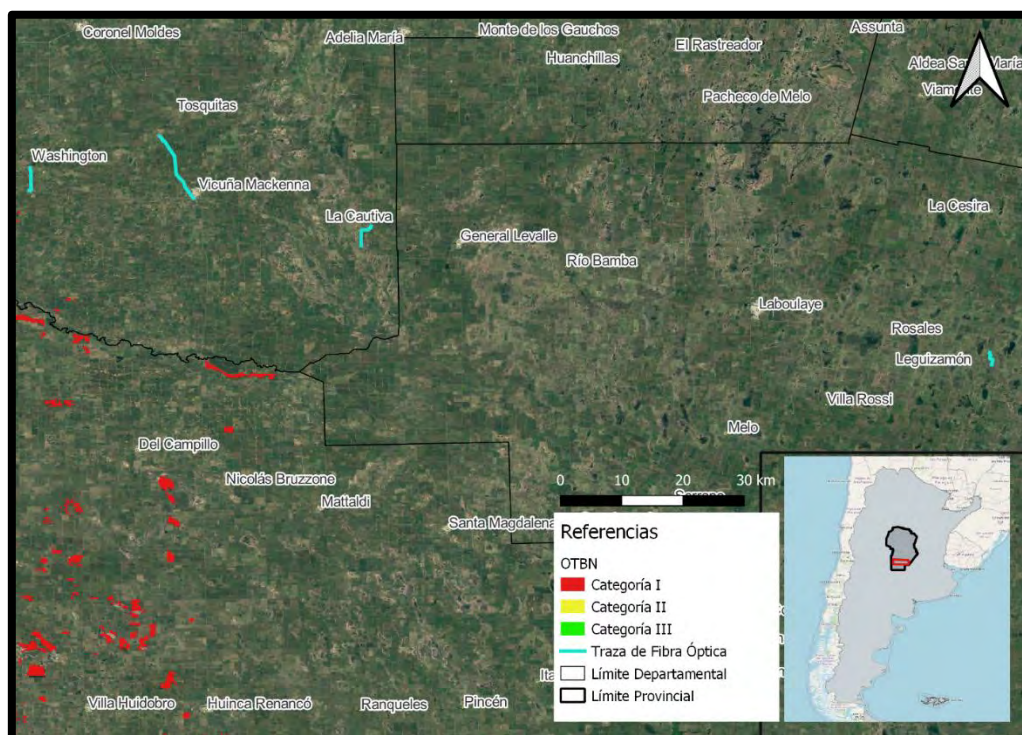 Coronel Moldes
Adelia María
Monte de los Gauchos
Assunta
Huanchillas
El Rastreador
Viamonte
Tosquitas
Pacheco de Melo
Washington
Vicuña Mackenna
La Cautiva
La Cesira
General Levalle
Río Bamba
Laboulaye
Rosales
Leguizamón
Villa Rossi
Melo
Del Campillo
Nicolás Bruzzone
Mattaldi
Santa Magdalena
0 10 20 30 km
Referencias
OTBN
Categoría I
Categoría II
Categoría III
Traza de Fibra Óptica
Límite Departamental
Límite Provincial
Villa Huidobro
Huinca Renancó
Ranqueles
Pincén